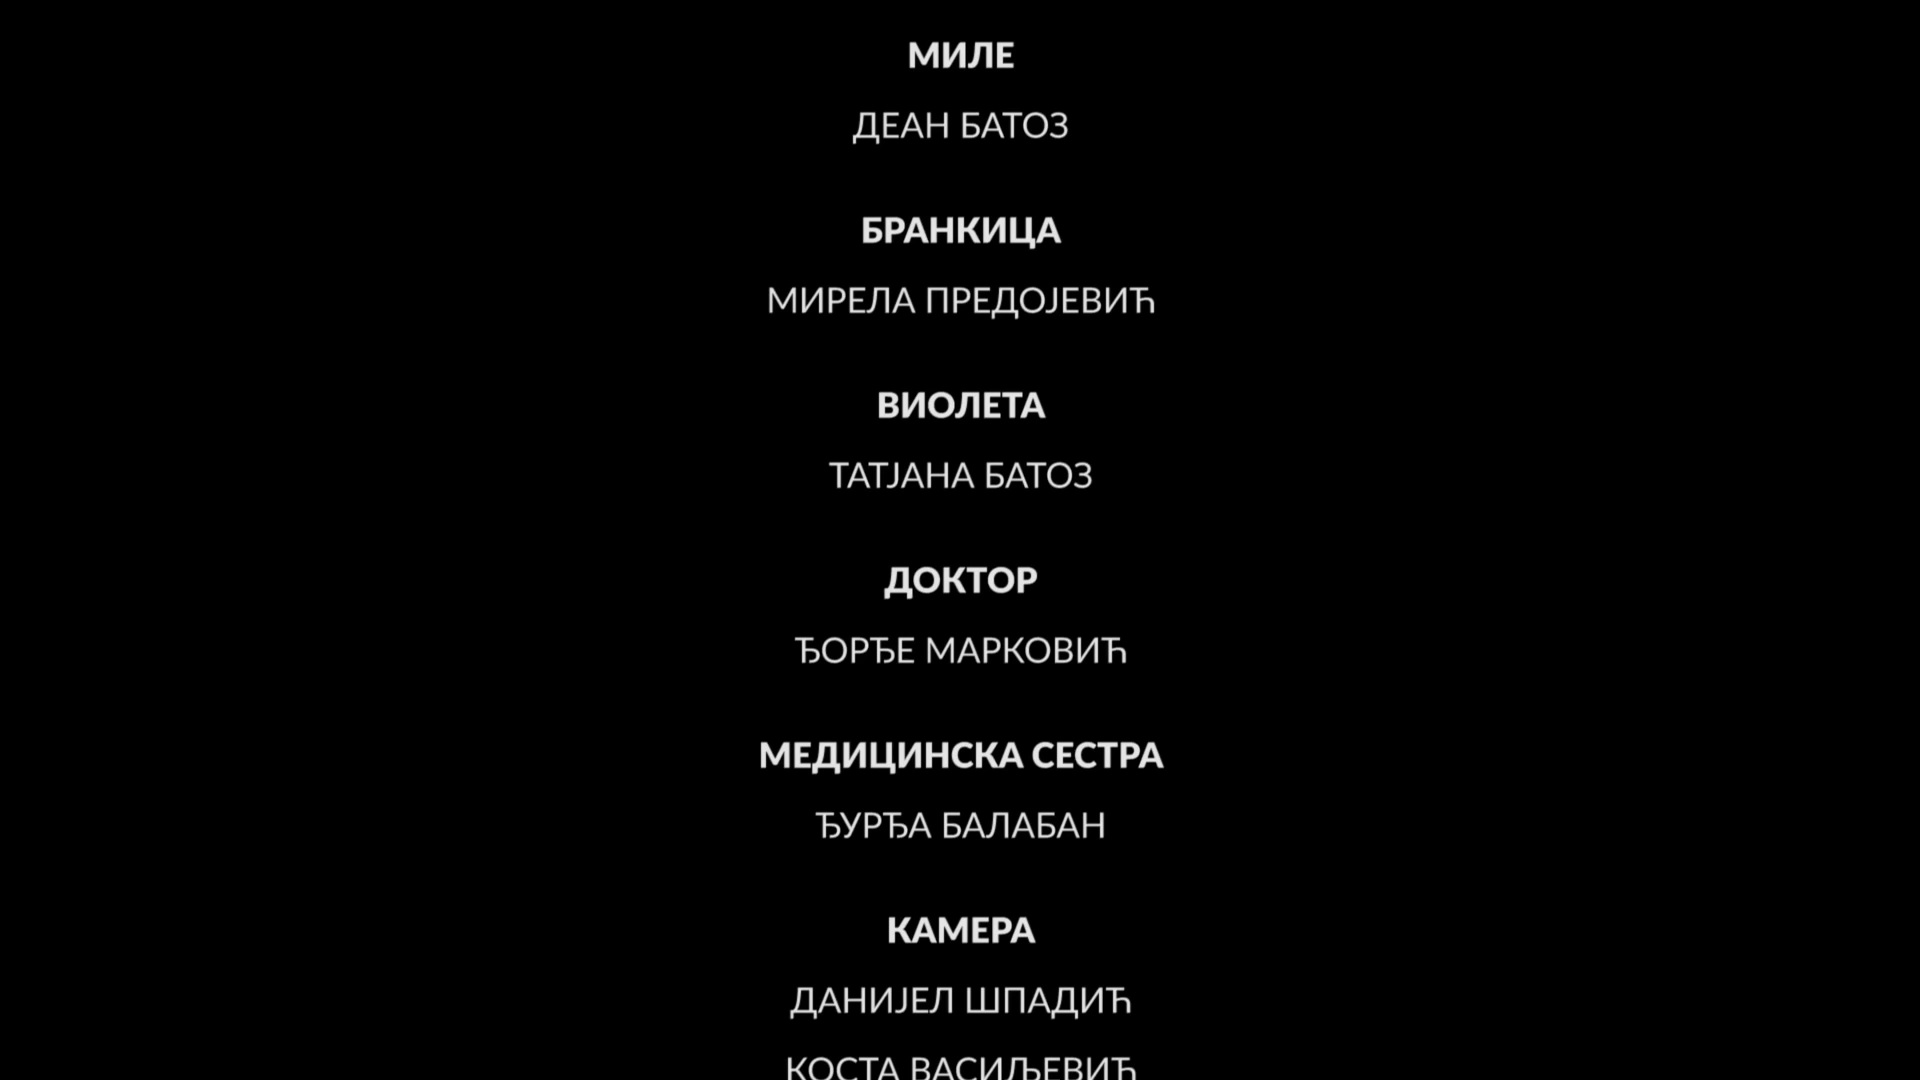 МИЛЕ
ДЕАН БАТОЗ
БРАНКИЦА
МИРЕЛА ПРЕДОЈЕВИЋ
ВИОЛЕТА
ТАТЈАНА БАТОЗ
ДОКТОР
ЂОРЂЕ МАРКОВИЋ
МЕДИЦИНСКА СЕСТРА
ЂУРЂА БАЛАБАН
КАМЕРА
ДАНИЈЕЛ ШПАДИЋ
КОСТА ВАСИЉЕВИЋ